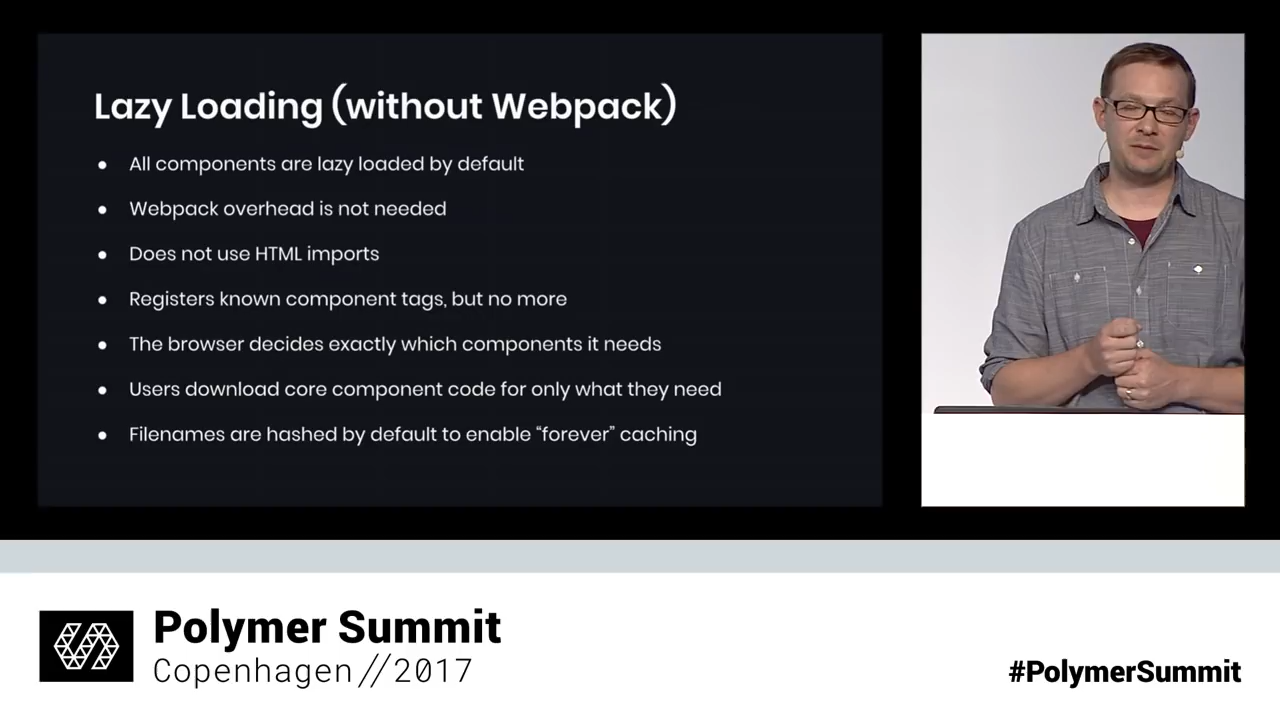 Lazy Loading (without Webpack)
• All components are lazy loaded by default
• Webpack overhead is not needed
• Does not use HTML imports
• Registers known component tags, but no more
• The browser decides exactly which components it needs
• Users download core component code for only what they need
• Filenames are hashed by default to enable “forever” caching
Polymer Summit
Copenhagen//2017
#PolymerSummit